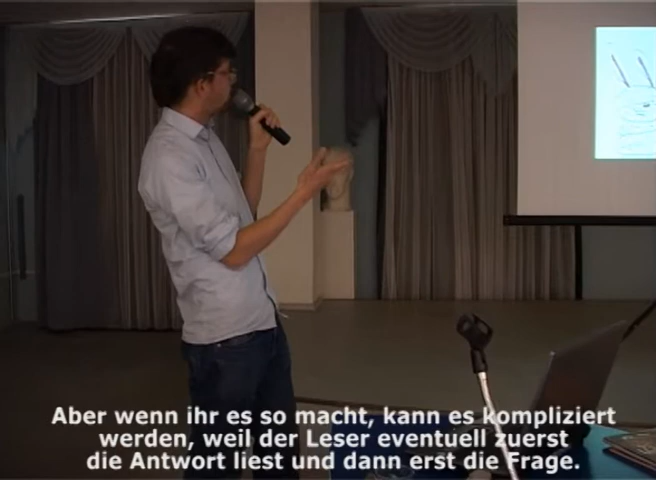 Aber wenn ihr es so macht, kann es kompliziert
werden, weil der Leser eventuell zuerst
die Antwort liest und dann erst die Frage.